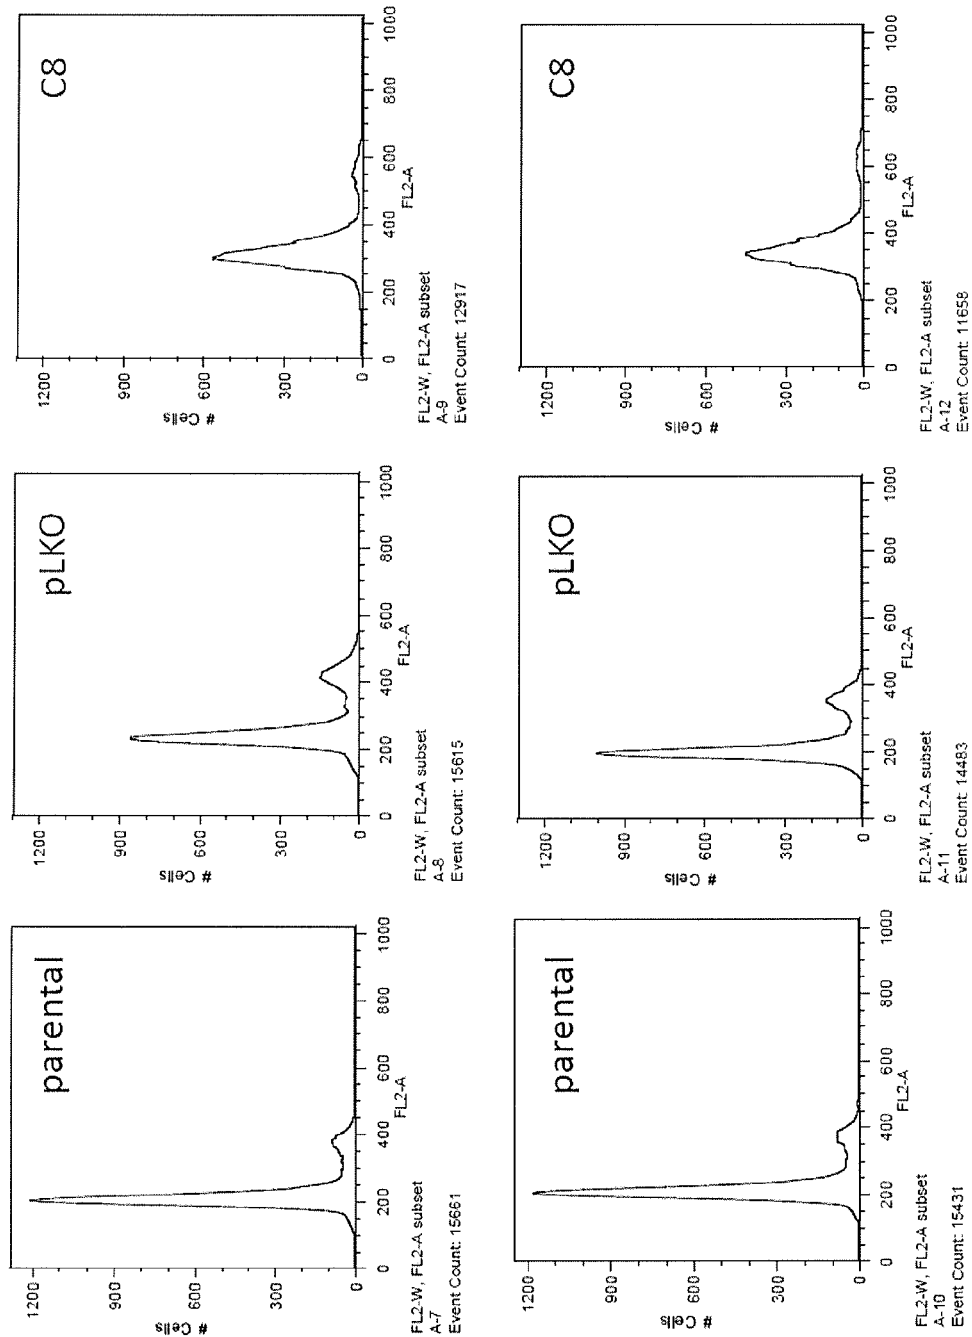 parental
# Cells
1200
900
600
300
0
0
200
400
600
800
1000
FL2-A
FL2-W, FL2-A subset
A-7
Event Count: 15661
pLKO
# Cells
1200
900
600
300
0
0
200
400
600
800
1000
FL2-A
FL2-W, FL2-A subset
A-8
Event Count: 15615
C8
# Cells
1200
900
600
300
0
0
200
400
600
800
1000
FL2-A
FL2-W, FL2-A subset
A-9
Event Count: 12917
parental
# Cells
1200
900
600
300
0
0
200
400
600
800
1000
FL2-A
FL2-W, FL2-A subset
A-10
Event Count: 15431
pLKO
# Cells
1200
900
600
300
0
0
200
400
600
800
1000
FL2-A
FL2-W, FL2-A subset
A-11
Event Count: 14483
C8
# Cells
1200
900
600
300
0
0
200
400
600
800
1000
FL2-A
FL2-W, FL2-A subset
A-12
Event Count: 11658